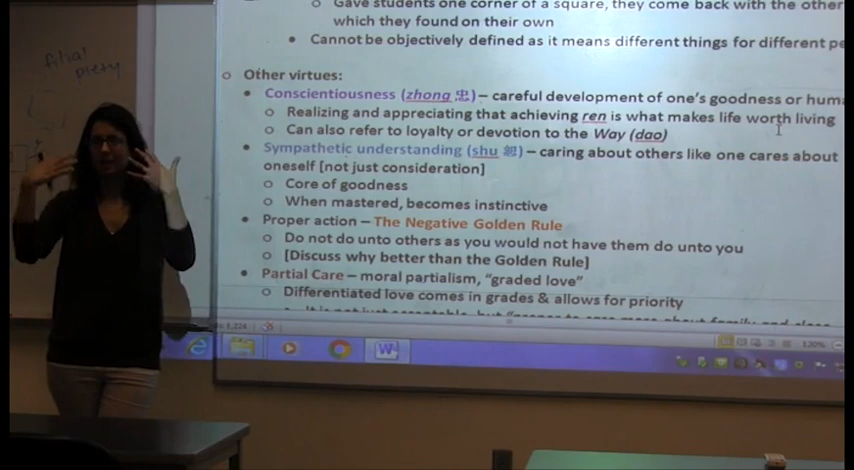 filial
piety
Gave students one corner of a square, they come back with the other
which they found on their own
Cannot be objectively defined as it means different things for different pe
Other virtues:
Conscientiousness (zhong 忠) – careful development of one's goodness or huma
Realizing and appreciating that achieving ren is what makes life worth living
Can also refer to loyalty or devotion to the Way (dao)
Sympathetic understanding (shu 恕) – caring about others like one cares about
oneself [not just consideration]
Core of goodness
When mastered, becomes instinctive
Proper action – The Negative Golden Rule
Do not do unto others as you would not have them do unto you
[Discuss why better than the Golden Rule]
Partial Care – moral partialism, "graded love"
Differentiated love comes in grades & allows for priority
120%